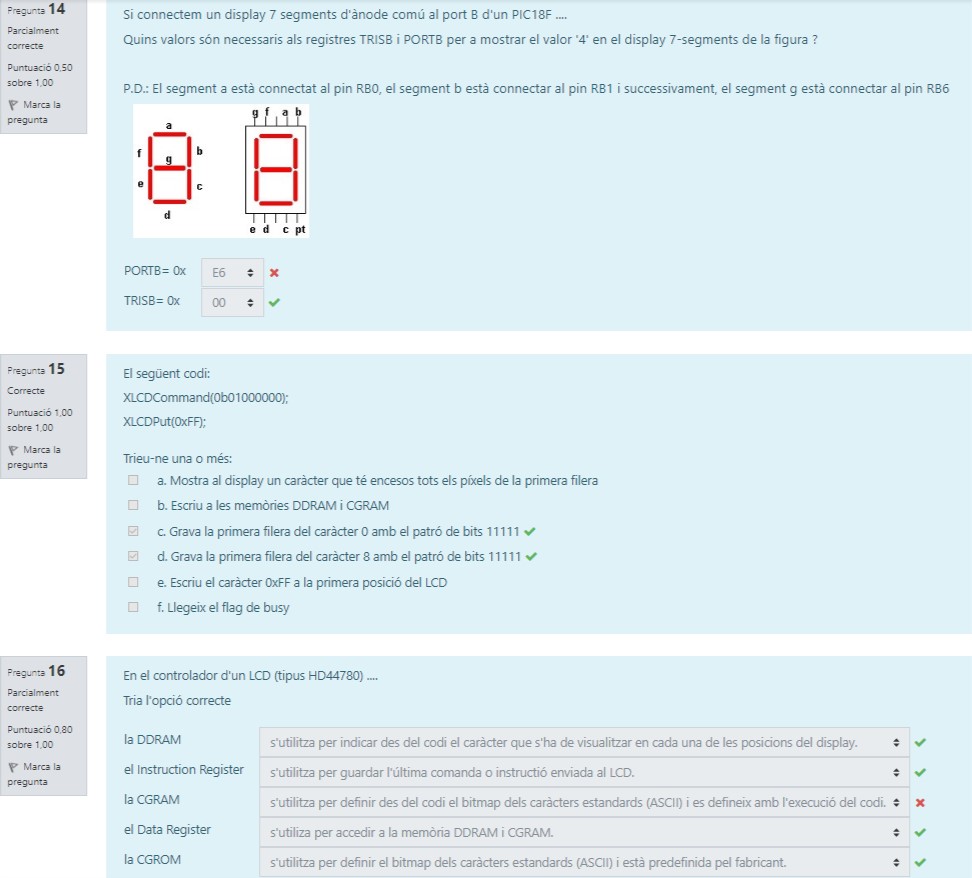 Pregunta 14
Parcialment
correcte
Puntuació 0,50
sobre 1,00
Marca la
pregunta
Si connectem un display 7 segments d'ànode comú al port B d'un PIC18F ....
Quins valors són necessaris als registres TRISB i PORTB per a mostrar el valor '4' en el display 7-segments de la figura ?
P.D.: El segment a està connectat al pin RB0, el segment b està connectar al pin RB1 i successivament, el segment g està connectar al pin RB6
a
f
b
g
e
c
d
g f a b
e d c pt
PORTB= 0x E6
TRISB= 0x 00
Pregunta 15
Correcte
Puntuació 1,00
sobre 1,00
Marca la
pregunta
El següent codi:
XLCDCommand(0b01000000);
XLCDPut(0xFF);
Trieu-ne una o més:
a. Mostra al display un caràcter que té encesos tots els píxels de la primera filera
b. Escriu a les memòries DDRAM i CGRAM
c. Grava la primera filera del caràcter 0 amb el patró de bits 11111
d. Grava la primera filera del caràcter 8 amb el patró de bits 11111
e. Escriu el caràcter 0xFF a la primera posició del LCD
f. Llegeix el flag de busy
Pregunta 16
Parcialment
correcte
Puntuació 0,80
sobre 1,00
Marca la
pregunta
En el controlador d'un LCD (tipus HD44780) ....
Tria l'opció correcte
la DDRAM s'utilitza per indicar des del codi el caràcter que s'ha de visualitzar en cada una de les posicions del display.
el Instruction Register s'utilitza per guardar l'última comanda o instructió enviada al LCD.
la CGRAM s'utilitza per definir des del codi el bitmap dels caràcters estandards (ASCII) i es defineix amb l'execució del codi.
el Data Register s'utiliza per accedir a la memòria DDRAM i CGRAM.
la CGROM s'utilitza per definir el bitmap dels caràcters estandards (ASCII) i està predefinida pel fabricant.